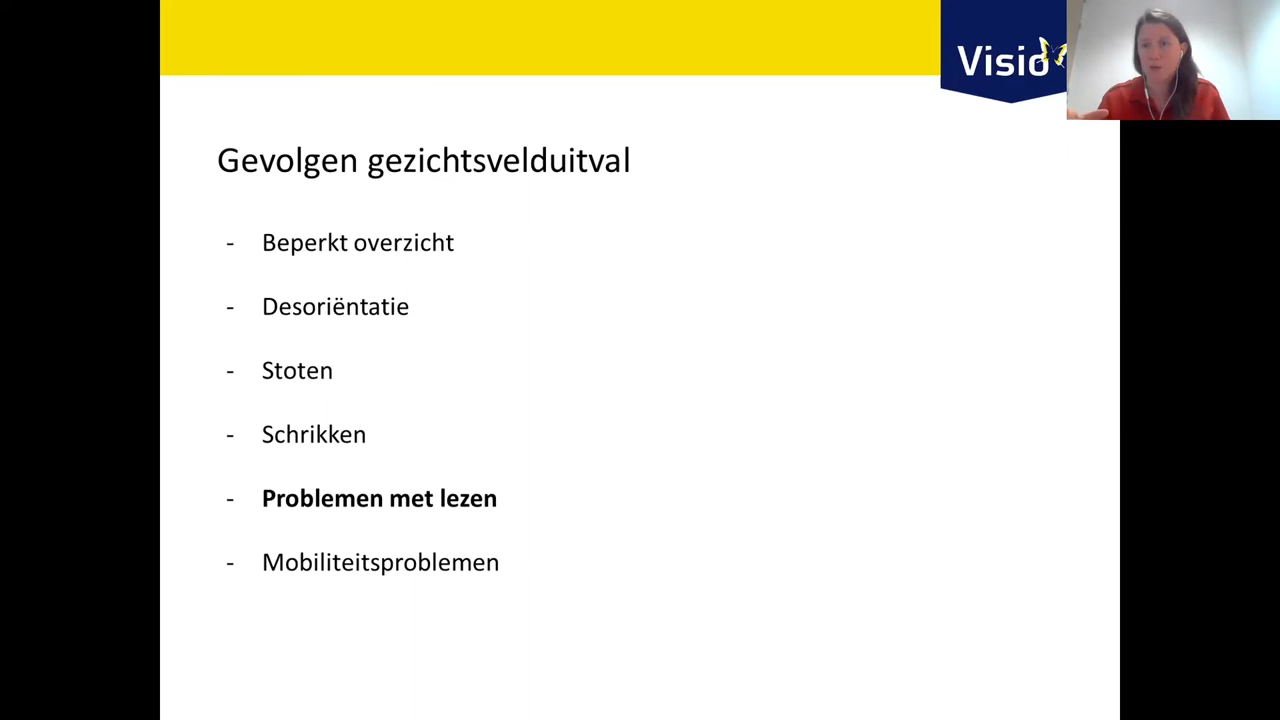 Visio
Gevolgen gezichtsvelduitval
- Beperkt overzicht
- Desoriëntatie
- Stoten
- Schrikken
- Problemen met lezen
- Mobiliteitsproblemen